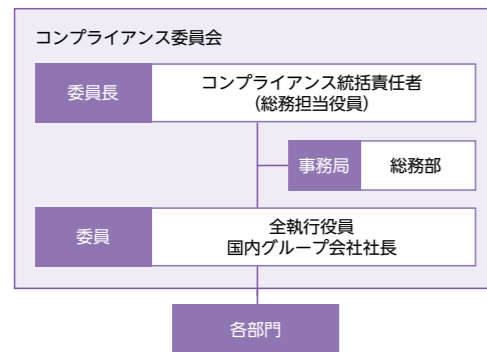 コンプライアンス委員会
委員長
コンプライアンス統括責任者
(総務担当役員)
事務局
総務部
委員
全執行役員
国内グループ会社社長
各部門